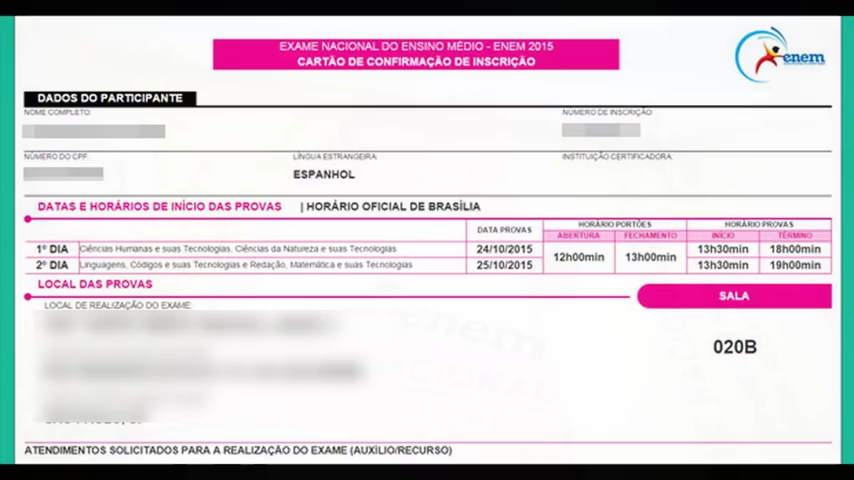 EXAME NACIONAL DO ENSINO MÉDIO - ENEM 2015
CARTÃO DE CONFIRMAÇÃO DE INSCRIÇÃO
enem
DADOS DO PARTICIPANTE
NOME COMPLETO:
NÚMERO DE INSCRIÇÃO:
NÚMERO DO CPF:
LÍNGUA ESTRANGEIRA:
INSTITUIÇÃO CERTIFICADORA:
ESPANHOL
DATAS E HORÁRIOS DE INÍCIO DAS PROVAS | HORÁRIO OFICIAL DE BRASÍLIA
DATA PROVAS
HORÁRIO PORTÕES
HORÁRIO PROVAS
ABERTURA
FECHAMENTO
INÍCIO
TÉRMINO
1º DIA Ciências Humanas e suas Tecnologias, Ciências da Natureza e suas Tecnologias 24/10/2015 12h00min 13h00min 13h30min 18h00min
2º DIA Linguagens, Códigos e suas Tecnologias e Redação, Matemática e suas Tecnologias 25/10/2015 13h30min 19h00min
LOCAL DAS PROVAS
SALA
LOCAL DE REALIZAÇÃO DO EXAME:
020B
ATENDIMENTOS SOLICITADOS PARA A REALIZAÇÃO DO EXAME (AUXÍLIO/RECURSO)